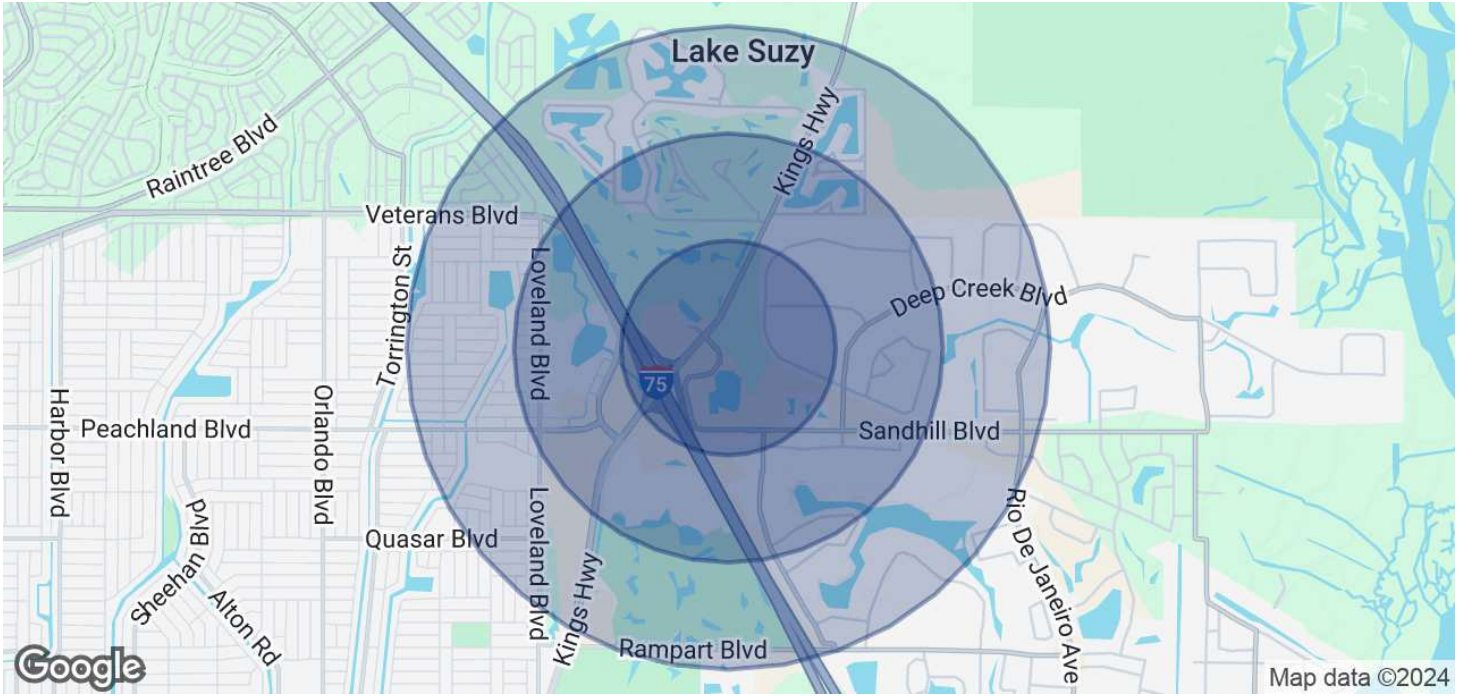 Lake Suzy
Kings Hwy
Raintree Blvd
Veterans Blvd
Torrington St
Loveland Blvd
Deep Creek Blvd
75
Harbor Blvd
Peachland Blvd
Orlando Blvd
Sandhill Blvd
Sheehan Blvd
Quasar Blvd
Loveland Blvd
Rio De Janeiro Ave
Alton Rd
Kings Hwy
Rampart Blvd
Google
Map data ©2024